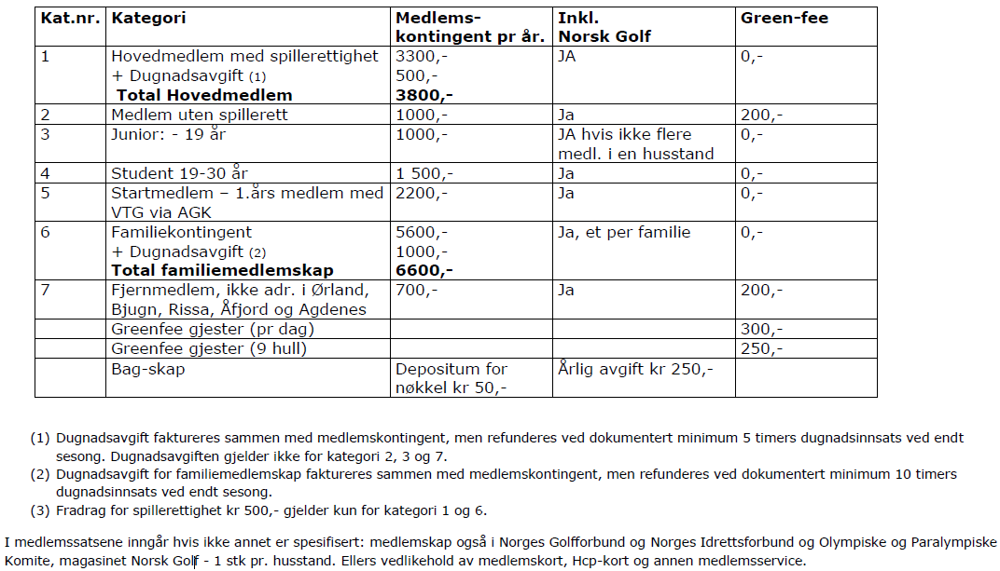 Kat.nr. Kategori Medlems- Inkl. Green-fee
kontingent pr år. Norsk Golf
1 Hovedmedlem med spillerettighet 3300,- JA 0,-
+ Dugnadsavgift (1) 500,-
Total Hovedmedlem 3800,-
2 Medlem uten spillerett 1000,- Ja 200,-
3 Junior: - 19 år 1000,- JA hvis ikke flere 0,-
medl. i en husstand
4 Student 19-30 år 1 500,- Ja 0,-
5 Startmedlem – 1.års medlem med 2200,- Ja 0,-
VTG via AGK
6 Familiekontingent 5600,- Ja, et per familie 0,-
+ Dugnadsavgift (2) 1000,-
Total familiemedlemskap 6600,-
7 Fjernmedlem, ikke adr. i Ørland, 700,- Ja 200,-
Bjugn, Rissa, Åfjord og Agdenes
Greenfee gjester (pr dag) 300,-
Greenfee gjester (9 hull) 250,-
Bag-skap Depositum for Årlig avgift kr 250,-
nøkkel kr 50,-
(1) Dugnadsavgift faktureres sammen med medlemskontingent, men refunderes ved dokumentert minimum 5 timers dugnadsinnsats ved endt
sesong. Dugnadsavgiften gjelder ikke for kategori 2, 3 og 7.
(2) Dugnadsavgift for familiemedlemskap faktureres sammen med medlemskontingent, men refunderes ved dokumentert minimum 10 timers
dugnadsinnsats ved endt sesong.
(3) Fradrag for spillerettighet kr 500,- gjelder kun for kategori 1 og 6.
I medlemssatsene inngår hvis ikke annet er spesifisert: medlemskap også i Norges Golfforbund og Norges Idrettsforbund og Olympiske og Paralympiske
Komite, magasinet Norsk Golf - 1 stk pr. husstand. Ellers vedlikehold av medlemskort, Hcp-kort og annen medlemsservice.